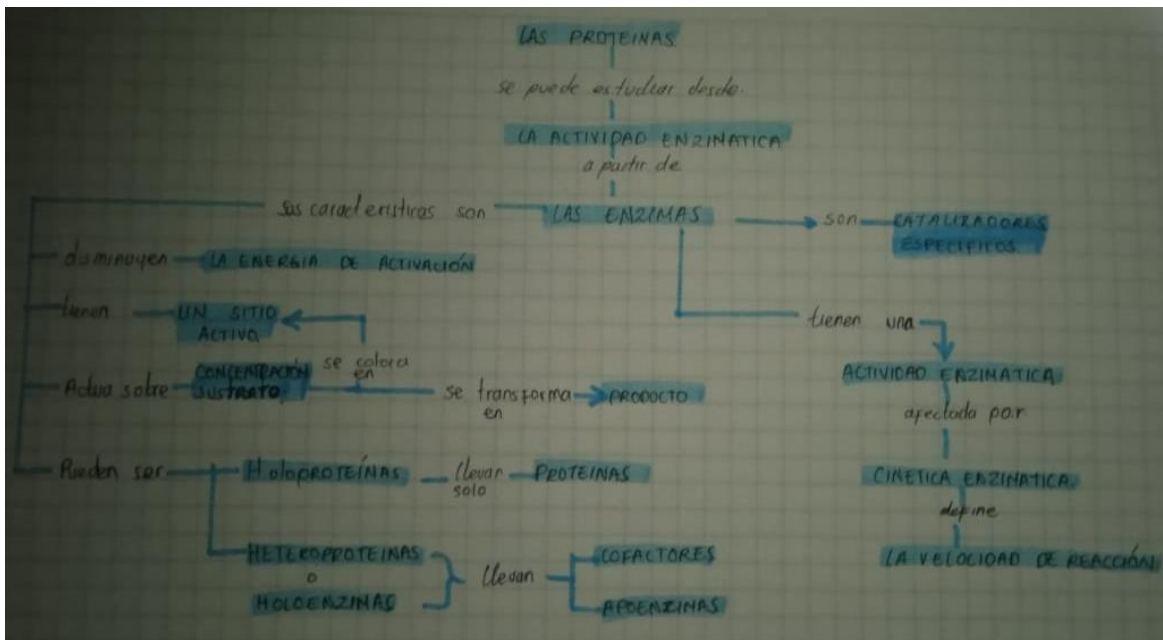 LAS PROTEINAS
se puede estudiar desde.
LA ACTIVIDAD ENZIMATICA
a partir de
Sus caracteristicas son LAS ENZIMAS son CATALIZADORES
ESPECIFICOS.
disminuyen LA ENERGIA DE ACTIVACIÓN
tienen UN SITIO
ACTIVO
tienen una
Actua sobre CONCENTRACIÓN
SUSTRATO,
se coloca
en
se transforma
en
PRODUCTO
ACTIVIDAD ENZIMATICA
afectada por
Pueden ser Holoproteínas llevan
solo
PROTEINAS
CINETICA ENZIMATICA.
define
LA VELOCIDAD DE REACCIÓN
HETEROPROTEINAS
o
HOLOENZIMAS
llevan
COFACTORES
APOENZIMAS